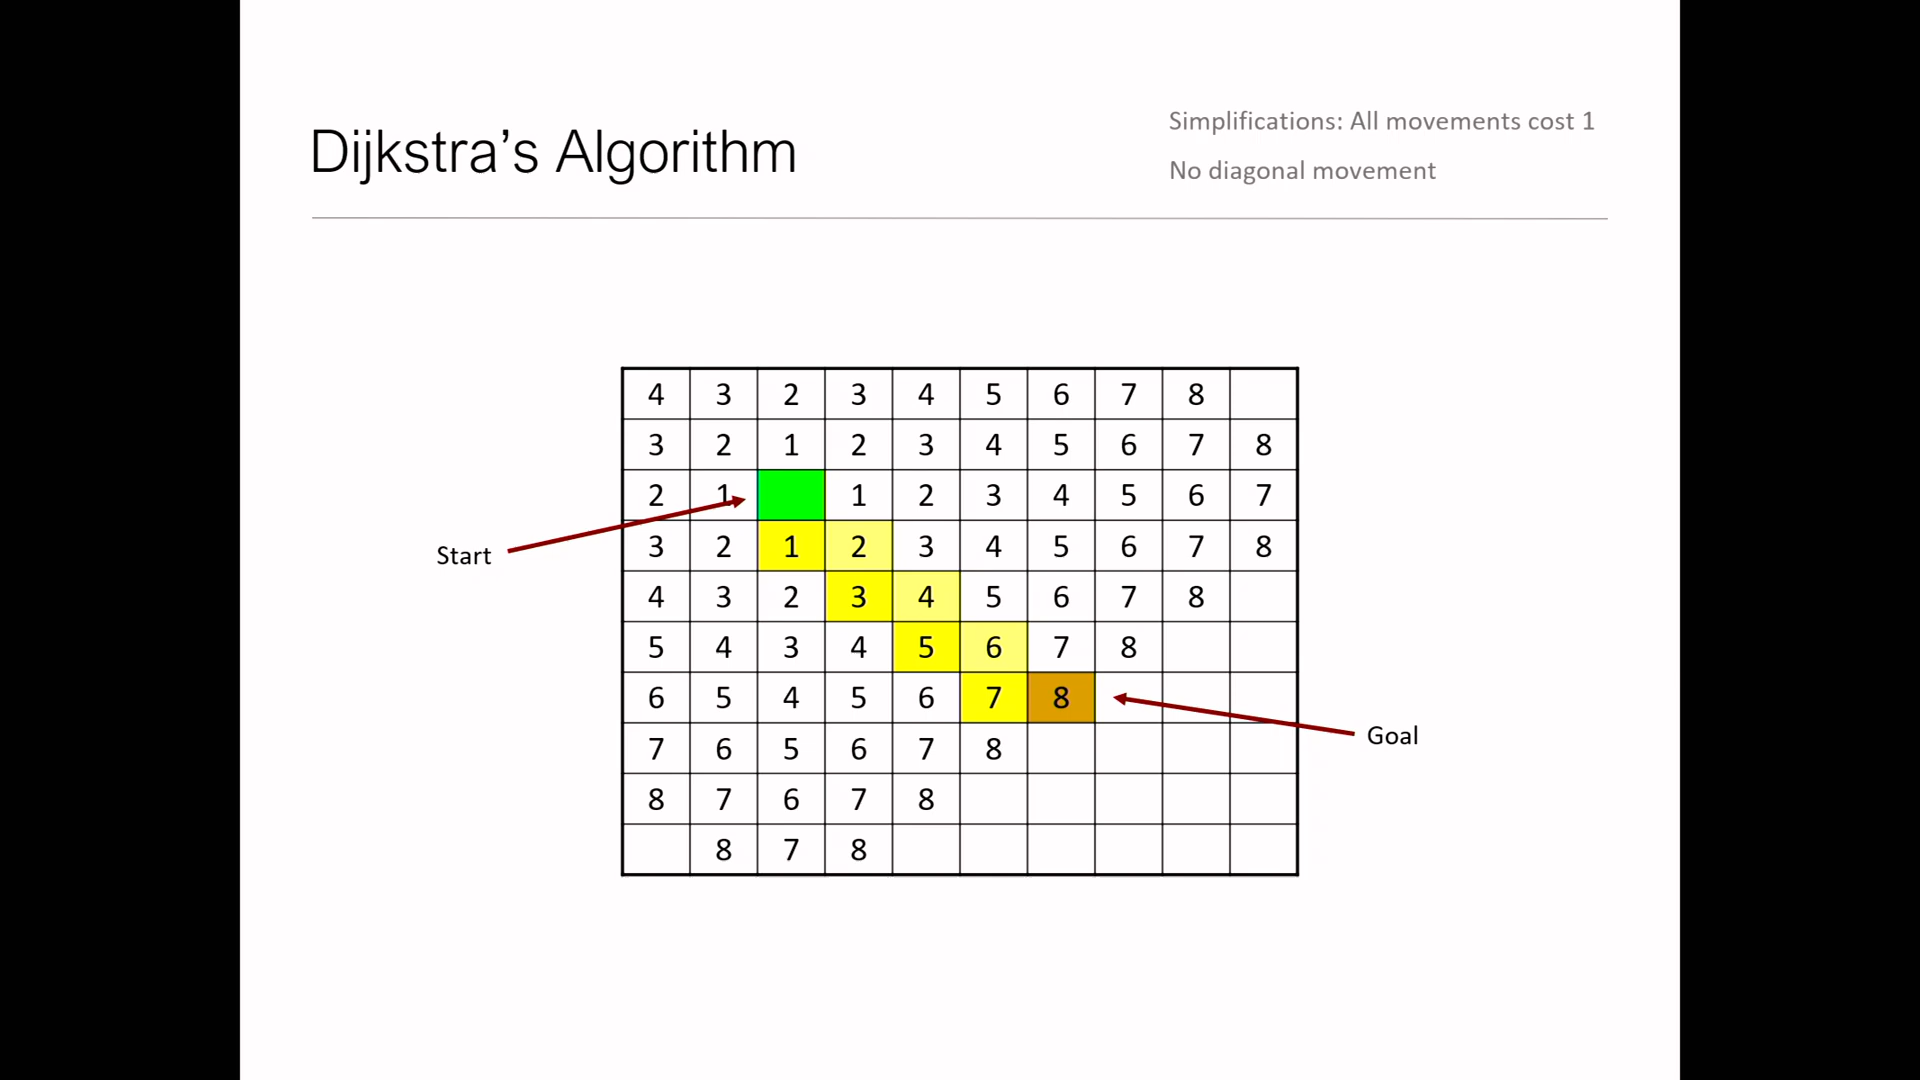 Dijkstra's Algorithm
Simplifications: All movements cost 1
No diagonal movement
4 3 2 3 4 5 6 7 8
3 2 1 2 3 4 5 6 7 8
2 1 1 2 3 4 5 6 7
Start
3 2 1 2 3 4 5 6 7 8
4 3 2 3 4 5 6 7 8
5 4 3 4 5 6 7 8
6 5 4 5 6 7 8
Goal
7 6 5 6 7 8
8 7 6 7 8
8 7 8